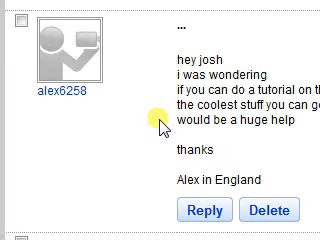 ...
hey josh
i was wondering
if you can do a tutorial on
the coolest stuff you can
would be a huge help
thanks
Alex in England
alex6258
Reply
Delete